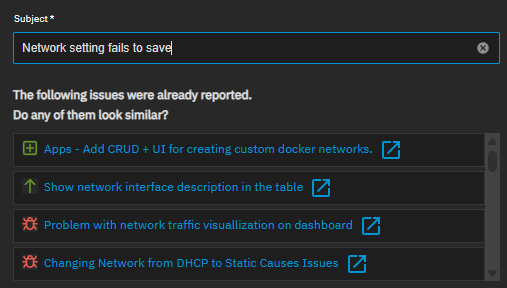 Subject *
Network setting fails to save
The following issues were already reported.
Do any of them look similar?
Apps - Add CRUD + UI for creating custom docker networks.
Show network interface description in the table
Problem with network traffic visuallization on dashboard
Changing Network from DHCP to Static Causes Issues